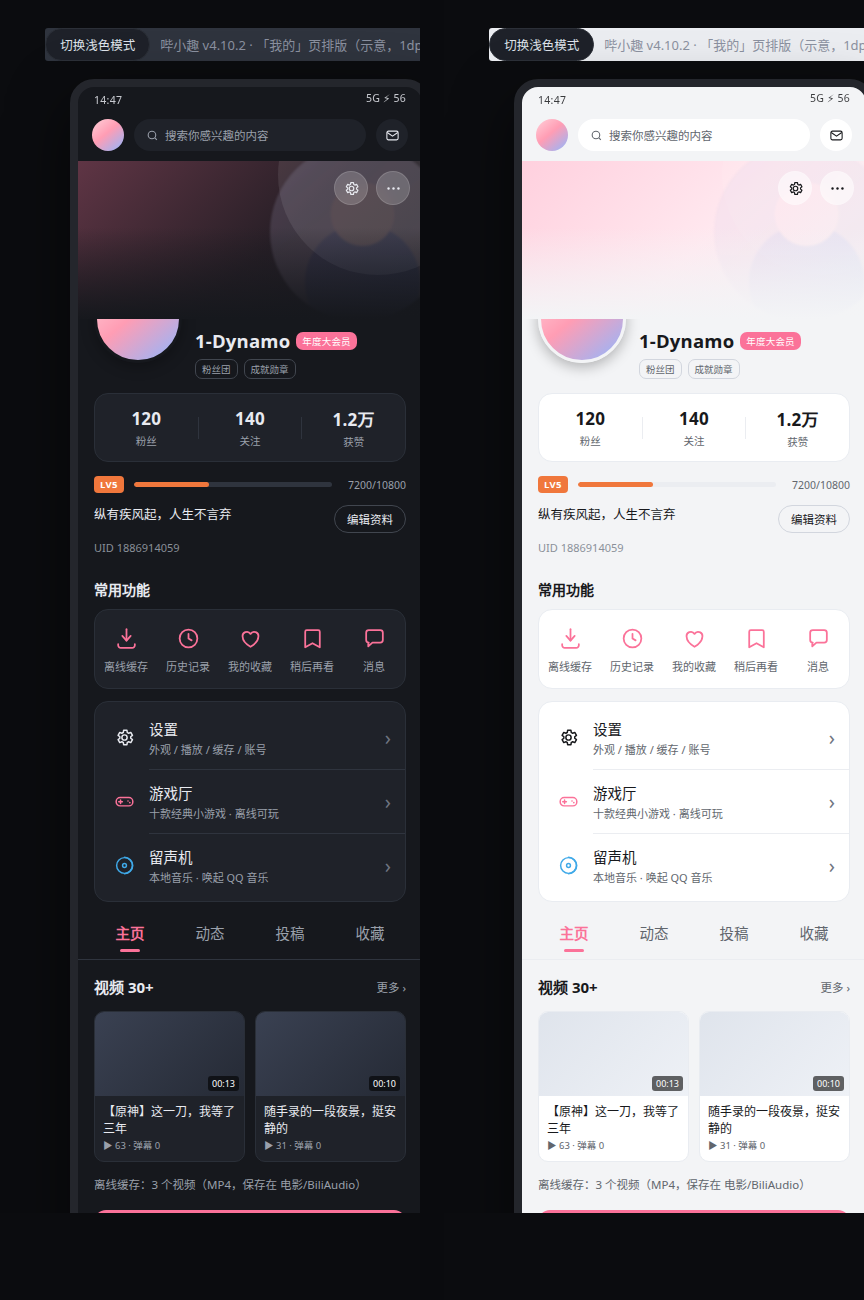 切换浅色模式
哔小趣 v4.10.2 · 「我的」页排版（示意，1dp
14:47
5G ⚡ 56
搜索你感兴趣的内容
1-Dynamo 年度大会员
粉丝团 成就勋章
120 140 1.2万
粉丝 关注 获赞
LV5 7200/10800
纵有疾风起，人生不言弃 编辑资料
UID 1886914059
常用功能
离线缓存 历史记录 我的收藏 稍后再看 消息
设置
外观 / 播放 / 缓存 / 账号
游戏厅
十款经典小游戏 · 离线可玩
留声机
本地音乐 · 唤起 QQ 音乐
主页 动态 投稿 收藏
视频 30+ 更多 ›
00:13 00:10
【原神】这一刀，我等了 随手录的一段夜景，挺安
三年 静的
▶ 63 · 弹幕 0 ▶ 31 · 弹幕 0
离线缓存：3 个视频（MP4，保存在 电影/BiliAudio）
切换浅色模式
哔小趣 v4.10.2 · 「我的」页排版（示意，1dp
14:47
5G ⚡ 56
搜索你感兴趣的内容
1-Dynamo 年度大会员
粉丝团 成就勋章
120 140 1.2万
粉丝 关注 获赞
LV5 7200/10800
纵有疾风起，人生不言弃 编辑资料
UID 1886914059
常用功能
离线缓存 历史记录 我的收藏 稍后再看 消息
设置
外观 / 播放 / 缓存 / 账号
游戏厅
十款经典小游戏 · 离线可玩
留声机
本地音乐 · 唤起 QQ 音乐
主页 动态 投稿 收藏
视频 30+ 更多 ›
00:13 00:10
【原神】这一刀，我等了 随手录的一段夜景，挺安
三年 静的
▶ 63 · 弹幕 0 ▶ 31 · 弹幕 0
离线缓存：3 个视频（MP4，保存在 电影/BiliAudio）